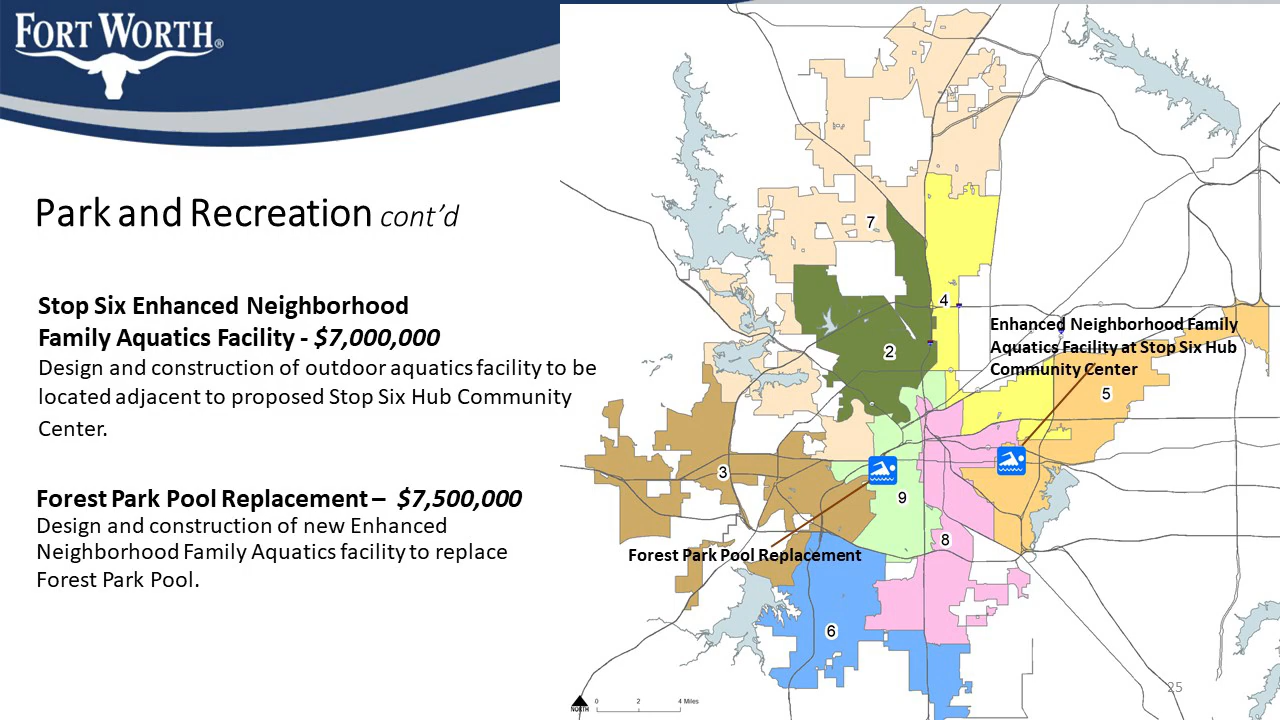 FORT WORTH®
Park and Recreation cont'd
Stop Six Enhanced Neighborhood
Family Aquatics Facility - $7,000,000
Design and construction of outdoor aquatics facility to be
located adjacent to proposed Stop Six Hub Community
Center.
Forest Park Pool Replacement – $7,500,000
Design and construction of new Enhanced
Neighborhood Family Aquatics facility to replace
Forest Park Pool.
7
4
2
Enhanced Neighborhood Family
Aquatics Facility at Stop Six Hub
Community Center
5
3
9
8
Forest Park Pool Replacement
6
NORTH
0 2 4 Miles
25